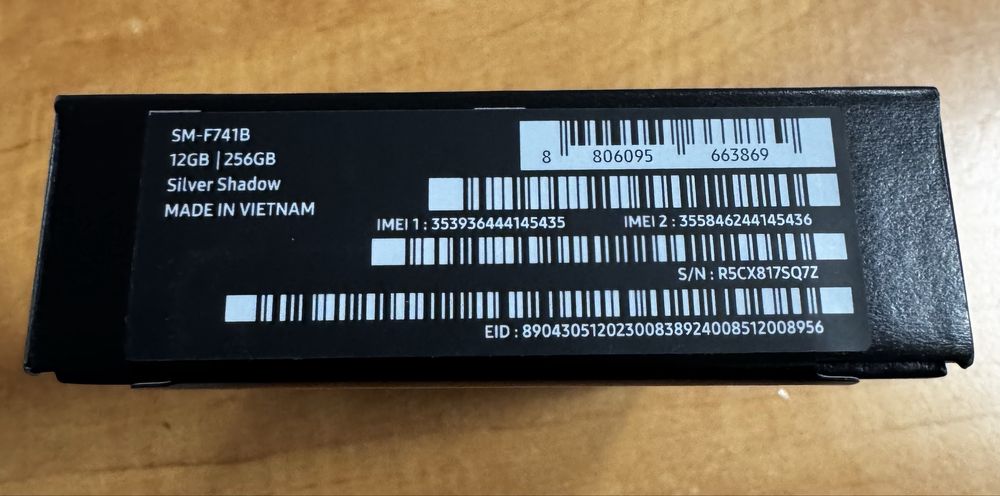 SM-F741B
12GB | 256GB
Silver Shadow
MADE IN VIETNAM
8 806095 663869
IMEI 1 : 353936444145435 IMEI 2 : 355846244145436
S/N : R5CX817SQ7Z
EID : 89043051202300838924008512008956